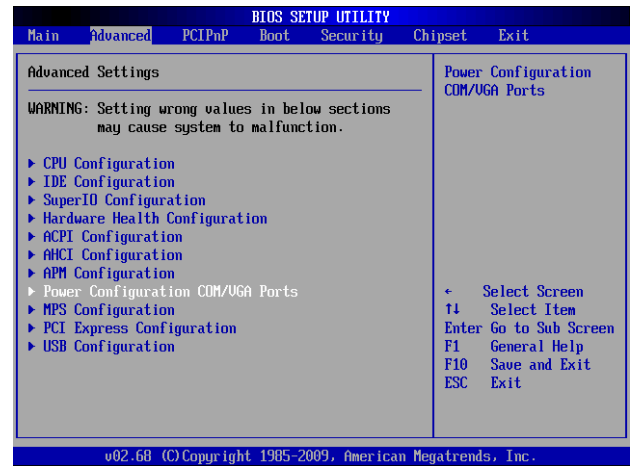 BIOS SETUP UTILITY
Main Advanced PCIPnP Boot Security Chipset Exit
Advanced Settings
WARNING: Setting wrong values in below sections
may cause system to malfunction.
▶ CPU Configuration
▶ IDE Configuration
▶ SuperIO Configuration
▶ Hardware Health Configuration
▶ ACPI Configuration
▶ AHCI Configuration
▶ APM Configuration
▶ Power Configuration COM/VGA Ports
▶ MPS Configuration
▶ PCI Express Configuration
▶ USB Configuration
Power Configuration
COM/VGA Ports
← Select Screen
↑↓ Select Item
Enter Go to Sub Screen
F1 General Help
F10 Save and Exit
ESC Exit
v02.68 (C)Copyright 1985-2009, American Megatrends, Inc.